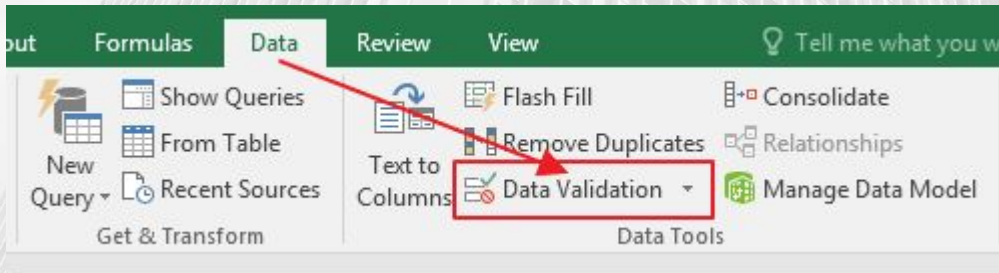 out Formulas Data Review View Tell me what you w
Show Queries
From Table
Recent Sources
New
Query
Get & Transform
Text to
Columns
Flash Fill
Remove Duplicates
Data Validation
Consolidate
Relationships
Manage Data Model
Data Tools